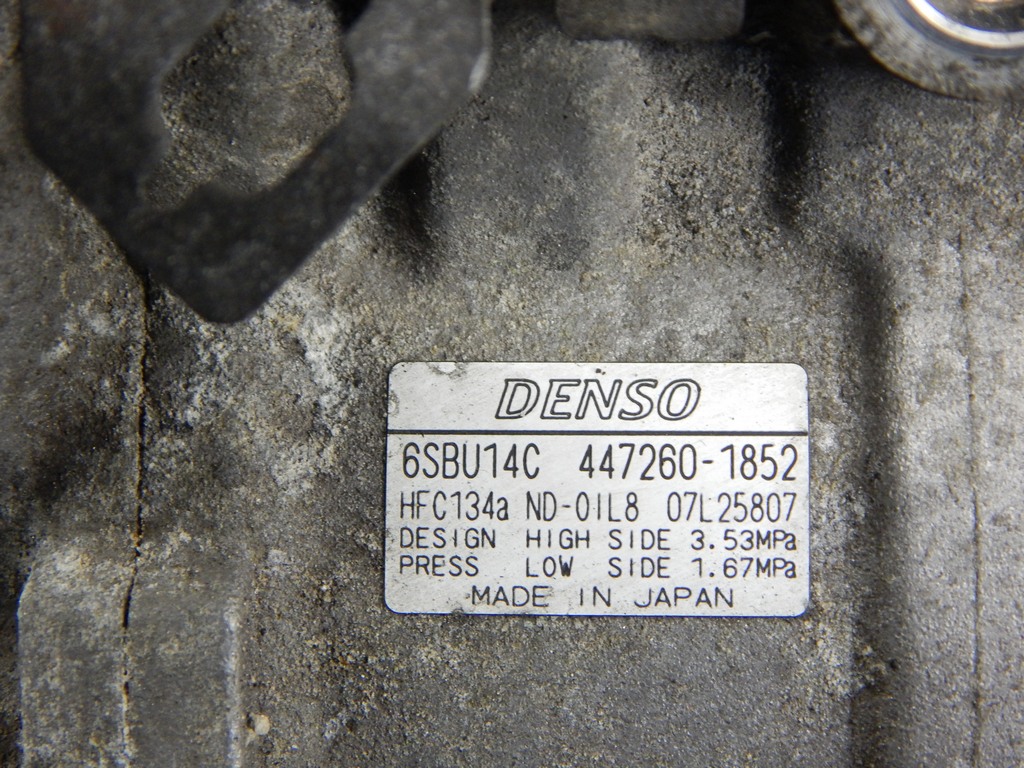 DENSO
6SBU14C 447260-1852
HFC134a ND-OIL8 07L25807
DESIGN HIGH SIDE 3.53MPa
PRESS LOW SIDE 1.67MPa
MADE IN JAPAN